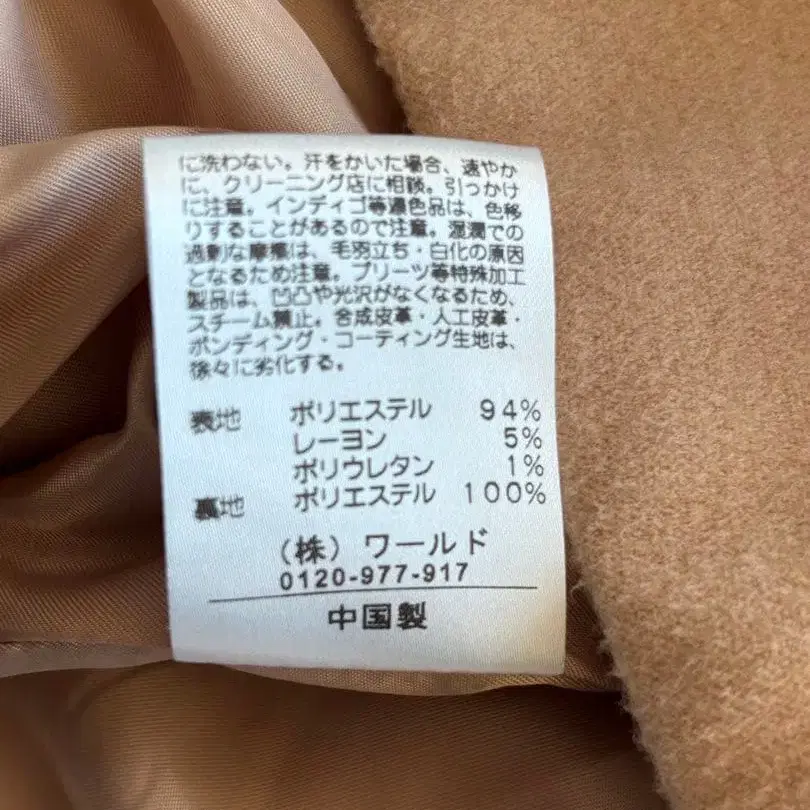 に洗わない。汗をかいた場合、速やか
に、クリーニング店に相談。引つかけ
に注意。インディゴ等濃色品は、色移
りすることがあるので注意。湿潤での
過剰な摩擦は、毛羽立ち・白化の原因
となるため注意。プリーツ等特殊加工
製品は、凹凸や光沢がなくなるため、
スチーム禁止。合成皮革・人工皮革・
ボンディング・コーティング生地は、
徐々に劣化する。
表地 ポリエステル 94%
レーヨン 5%
ポリウレタン 1%
裏地 ポリエステル 100%
(株) ワールド
0120-977-917
中国製